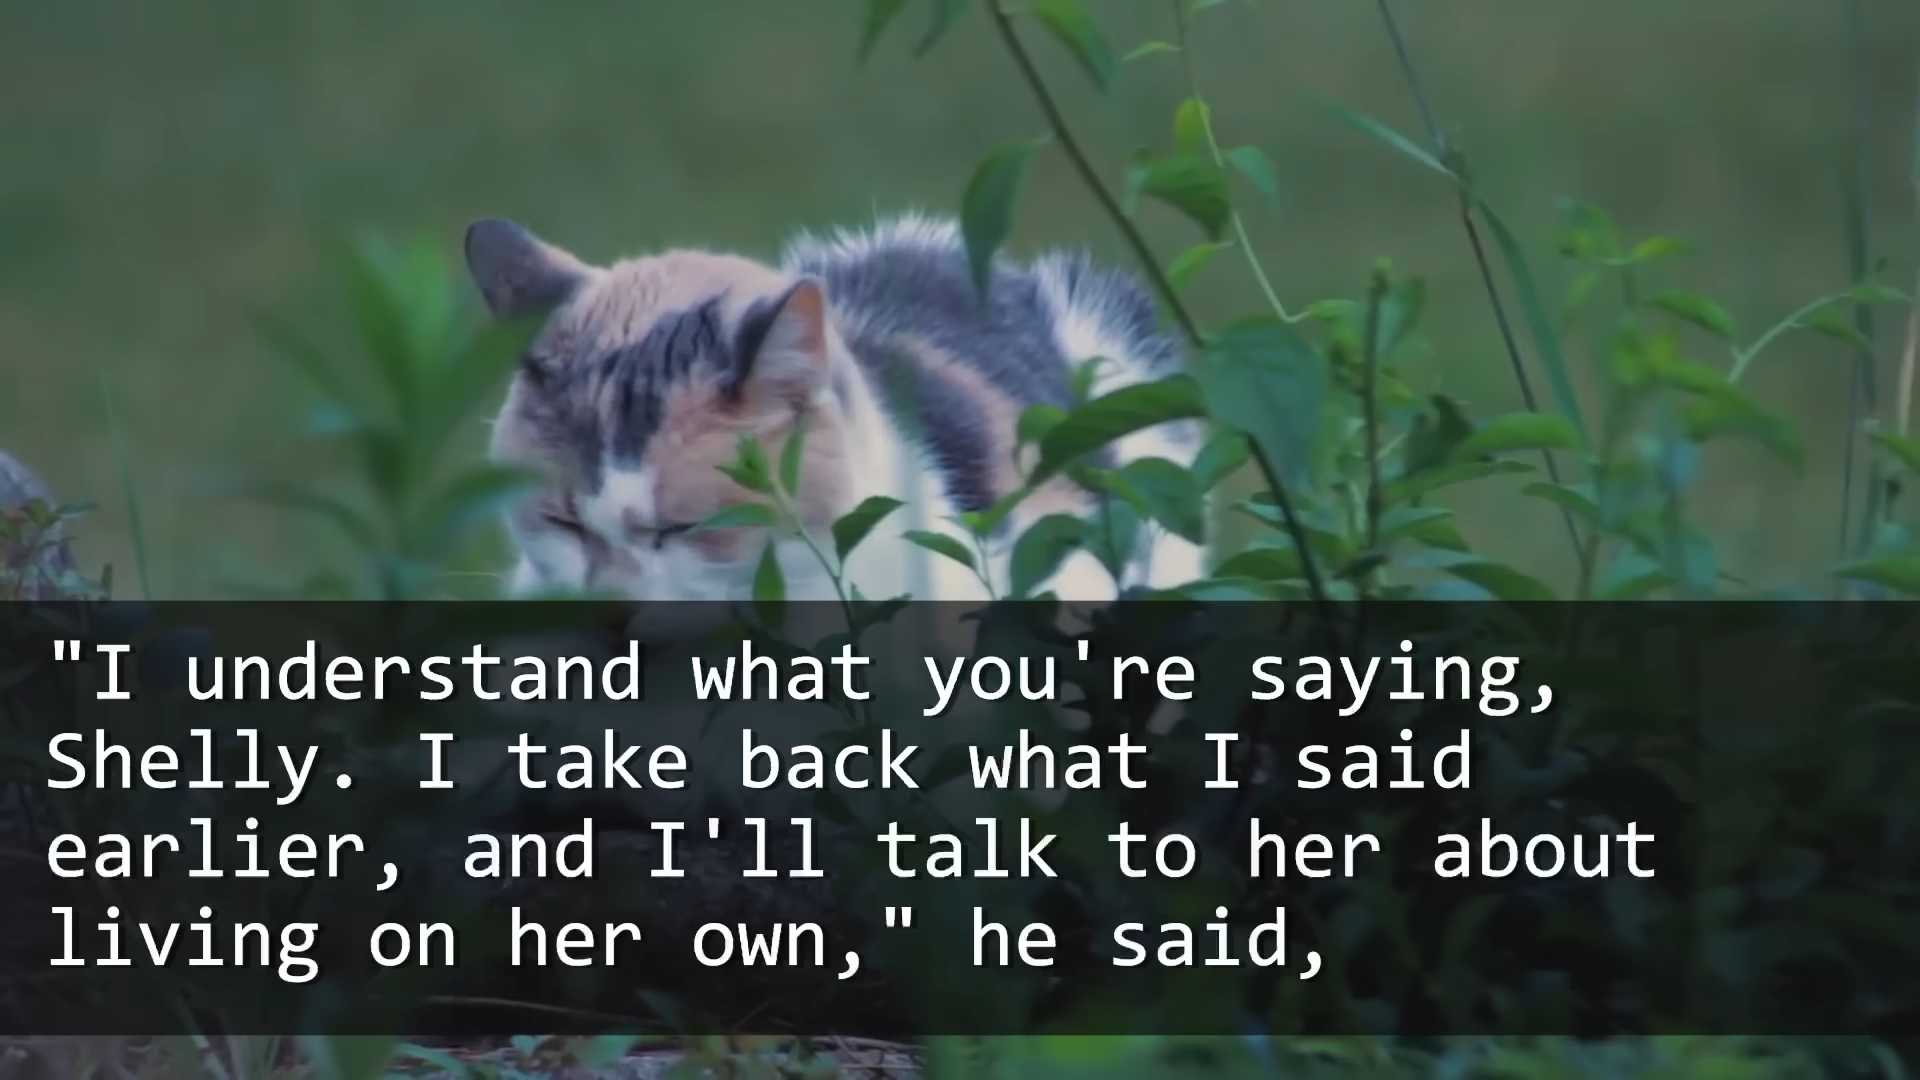 "I understand what you're saying,
Shelly. I take back what I said
earlier, and I'll talk to her about
living on her own," he said,